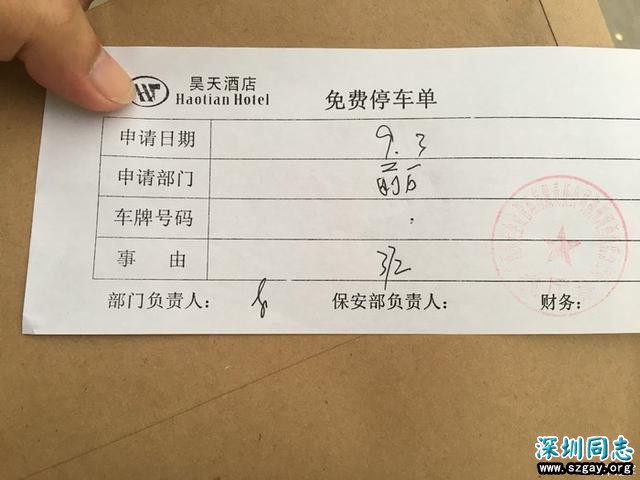 昊天酒店
Haotian Hotel
免费停车单
申请日期 9.3
申请部门 前
车牌号码
事由 312
部门负责人: 保安部负责人: 财务:
深圳同志
www.szgay.org